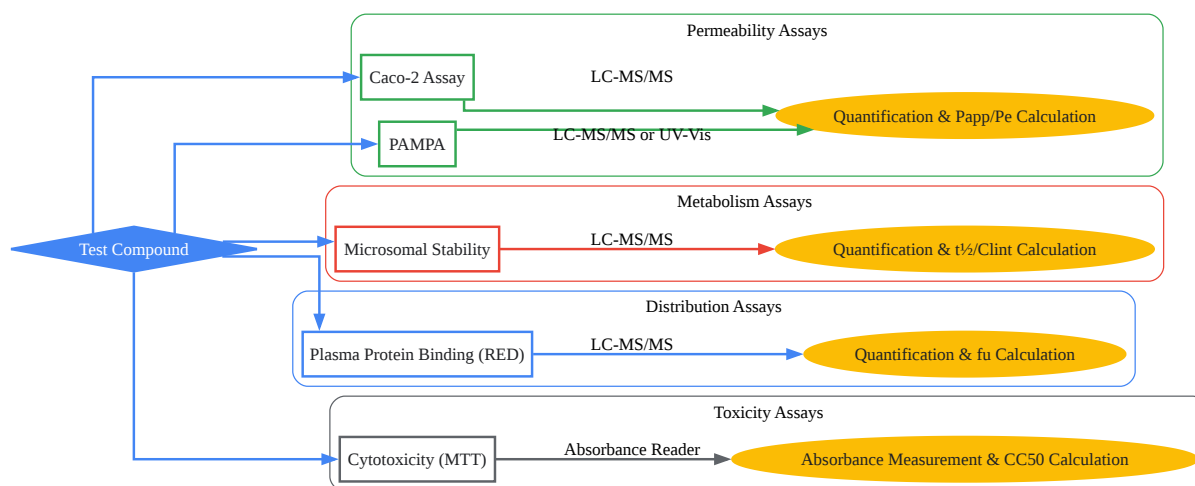 Permeability Assays
Caco-2 Assay
LC-MS/MS
Quantification & Papp/Pe Calculation
PAMPA
LC-MS/MS or UV-Vis
Metabolism Assays
Test Compound
Microsomal Stability
LC-MS/MS
Quantification & t½/Clint Calculation
Distribution Assays
Plasma Protein Binding (RED)
LC-MS/MS
Quantification & fu Calculation
Toxicity Assays
Cytotoxicity (MTT)
Absorbance Reader
Absorbance Measurement & CC50 Calculation